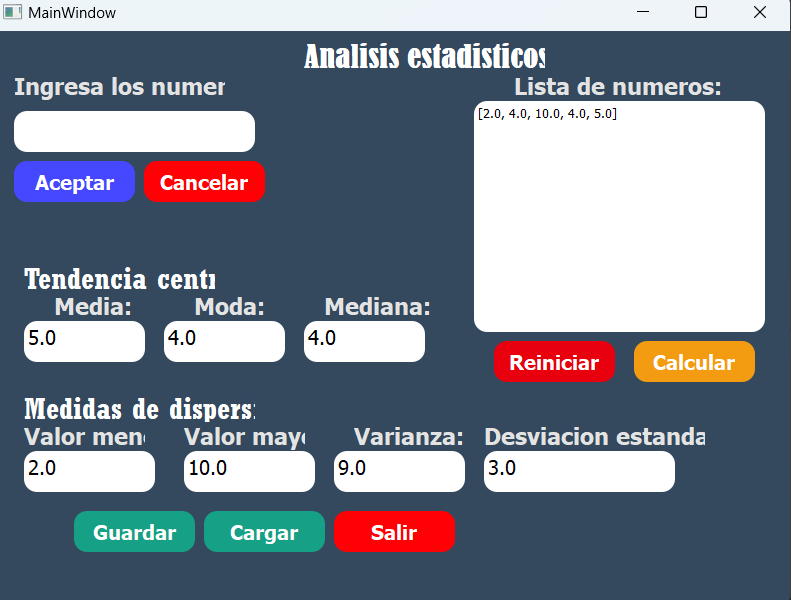 MainWindow
Analisis estadisticos
Ingresa los numer
Lista de numeros:
[2.0, 4.0, 10.0, 4.0, 5.0]
Aceptar
Cancelar
Tendencia centr
Media:
Moda:
Mediana:
5.0
4.0
4.0
Reiniciar
Calcular
Medidas de dispers
Valor men
Valor mayo
Varianza:
Desviacion estanda
2.0
10.0
9.0
3.0
Guardar
Cargar
Salir